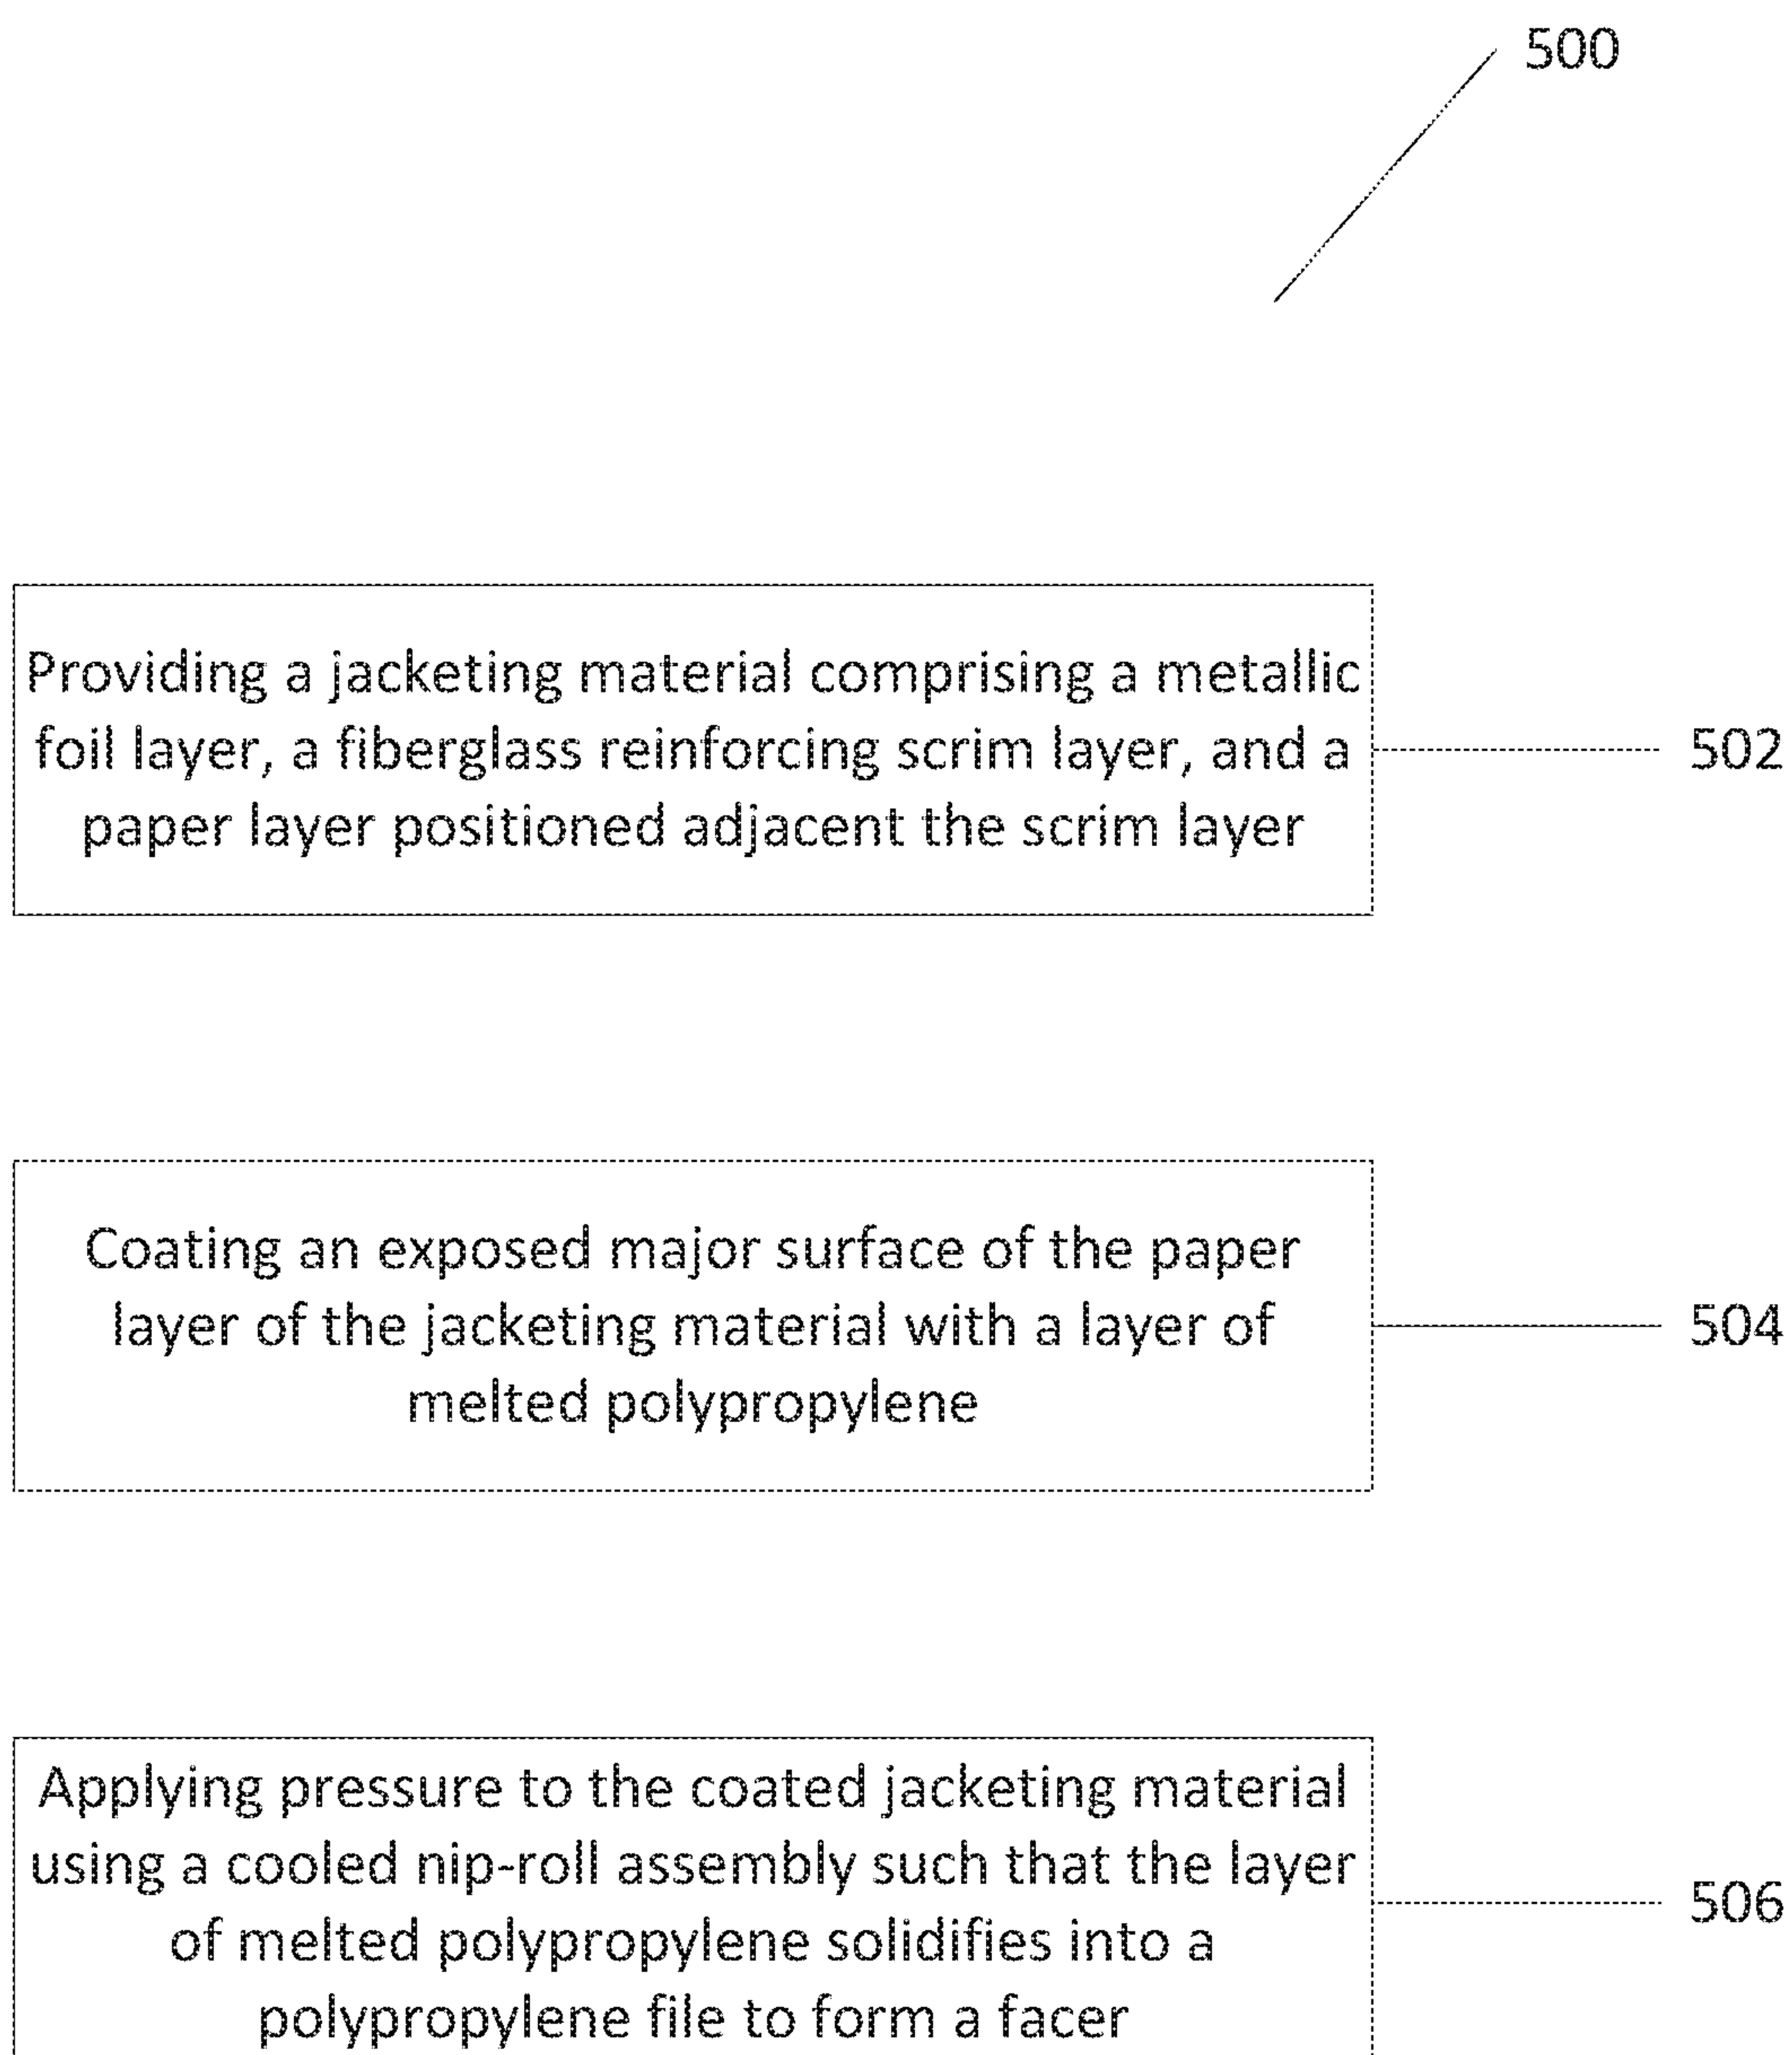 500
Providing a jacketing material comprising a metallic
foil layer, a fiberglass reinforcing scrim layer, and a
paper layer positioned adjacent the scrim layer
502
Coating an exposed major surface of the paper
layer of the jacketing material with a layer of
melted polypropylene
504
Applying pressure to the coated jacketing material
using a cooled nip-roll assembly such that the layer
of melted polypropylene solidifies into a
polypropylene file to form a facer
506